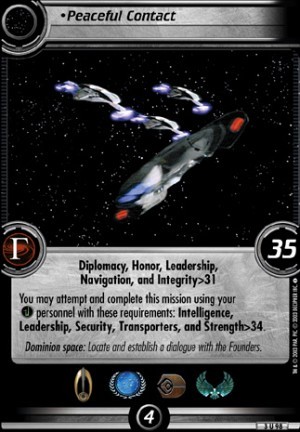 •Peaceful Contact
Γ
35
Diplomacy, Honor, Leadership,
Navigation, and Integrity>31
You may attempt and complete this mission using your
personnel with these requirements: Intelligence,
Leadership, Security, Transporters, and Strength>34.
Dominion space: Locate and establish a dialogue with the Founders.
4
3 U 98